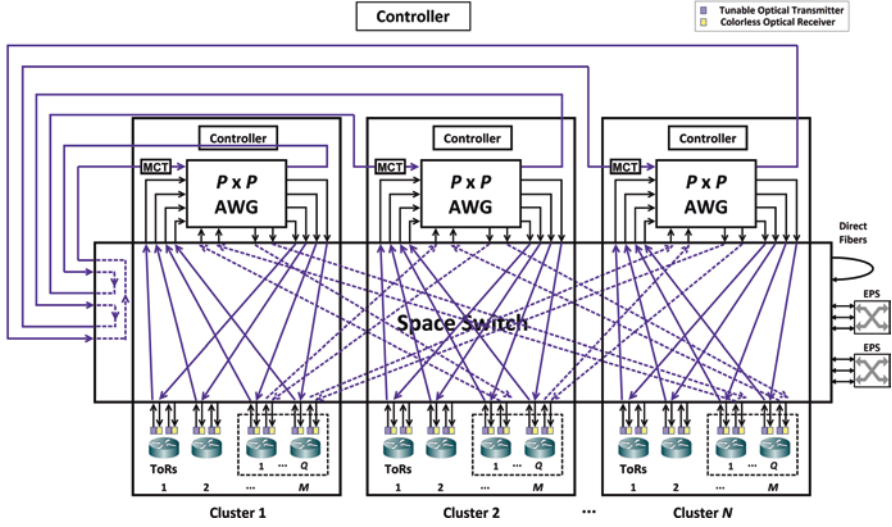 Controller
Tunable Optical Transmitter
Colorless Optical Receiver
Controller
Controller
Controller
MCT
P x P
AWG
MCT
P x P
AWG
MCT
P x P
AWG
Direct
Fibers
Space Switch
EPS
EPS
ToRs
1 ... Q
ToRs
1 ... Q
ToRs
1 ... Q
1 2 ... M
1 2 ... M
1 2 ... M
Cluster 1
Cluster 2
...
Cluster N